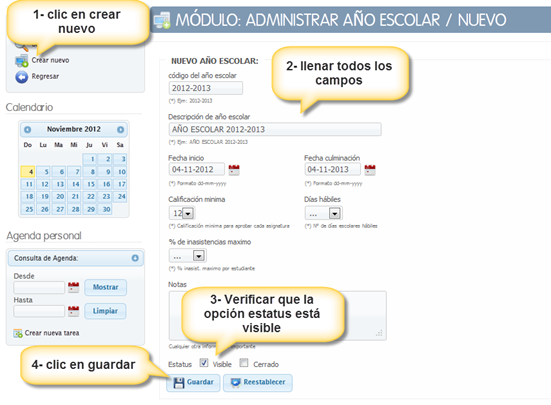 MÓDULO: ADMINISTRAR AÑO ESCOLAR / NUEVO
1- clic en crear
nuevo
Crear nuevo
Regresar
Calendario
Noviembre 2012
Do Lu Ma Mi Ju Vi Sa
1 2 3
4 5 6 7 8 9 10
11 12 13 14 15 16 17
18 19 20 21 22 23 24
25 26 27 28 29 30
Agenda personal
Consulta de Agenda:
Desde
Mostrar
Hasta
Limpiar
Crear nueva tarea
NUEVO AÑO ESCOLAR:
código del año escolar
2012-2013
(*) Ejm: 2012-2013
2- llenar todos los
campos
Descripción de año escolar
AÑO ESCOLAR 2012-2013
(*) Ejm: AÑO ESCOLAR 2012-2013
Fecha inicio Fecha culminación
04-11-2012 04-11-2013
(*) Formato dd-mm-yyyy (*) Formato dd-mm-yyyy
Calificación minima Días hábiles
12 ...
(*) Calificación minima para aprobar cada asignatura (*) Nº de días escolares hábiles
% de inasistencias maximo
...
(*) % inasist. maximo por estudiante
Notas
3- Verificar que la
opción estatus está
visible
Cualquier otra
Estatus Visible Cerrado
4- clic en guardar
Guardar Reestablecer